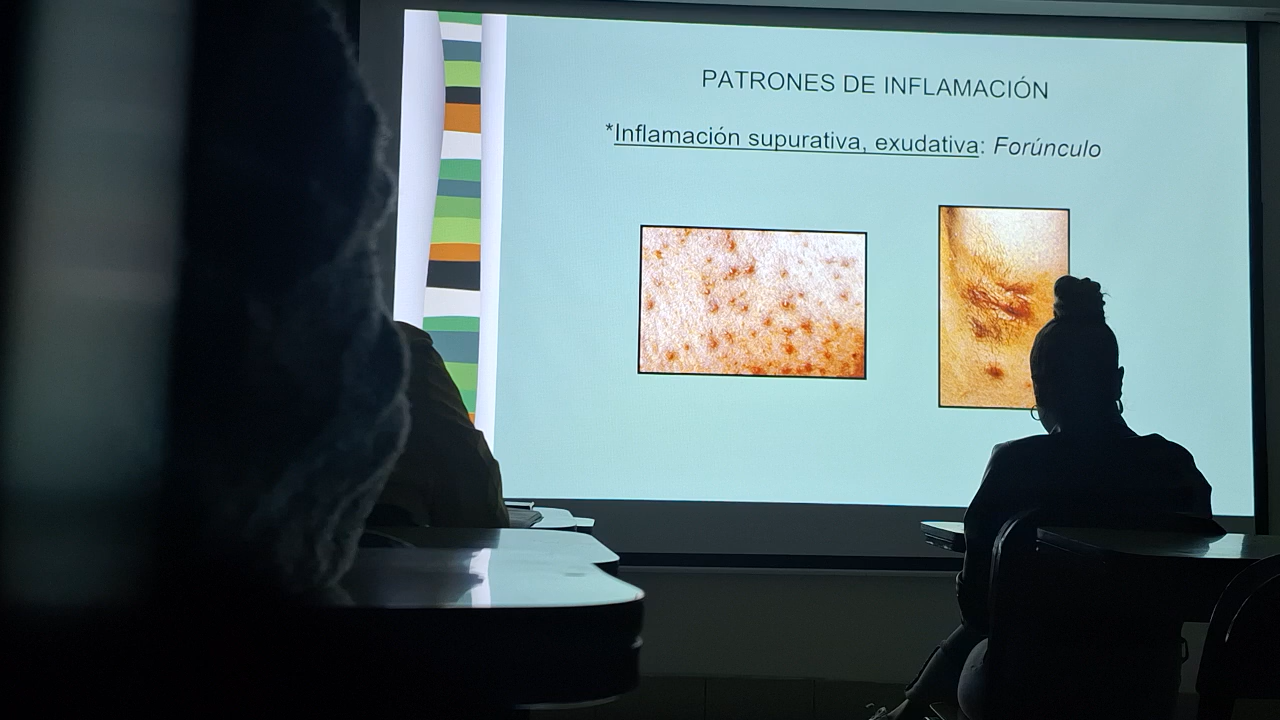 PATRONES DE INFLAMACIÓN
*Inflamación supurativa, exudativa: Forúnculo